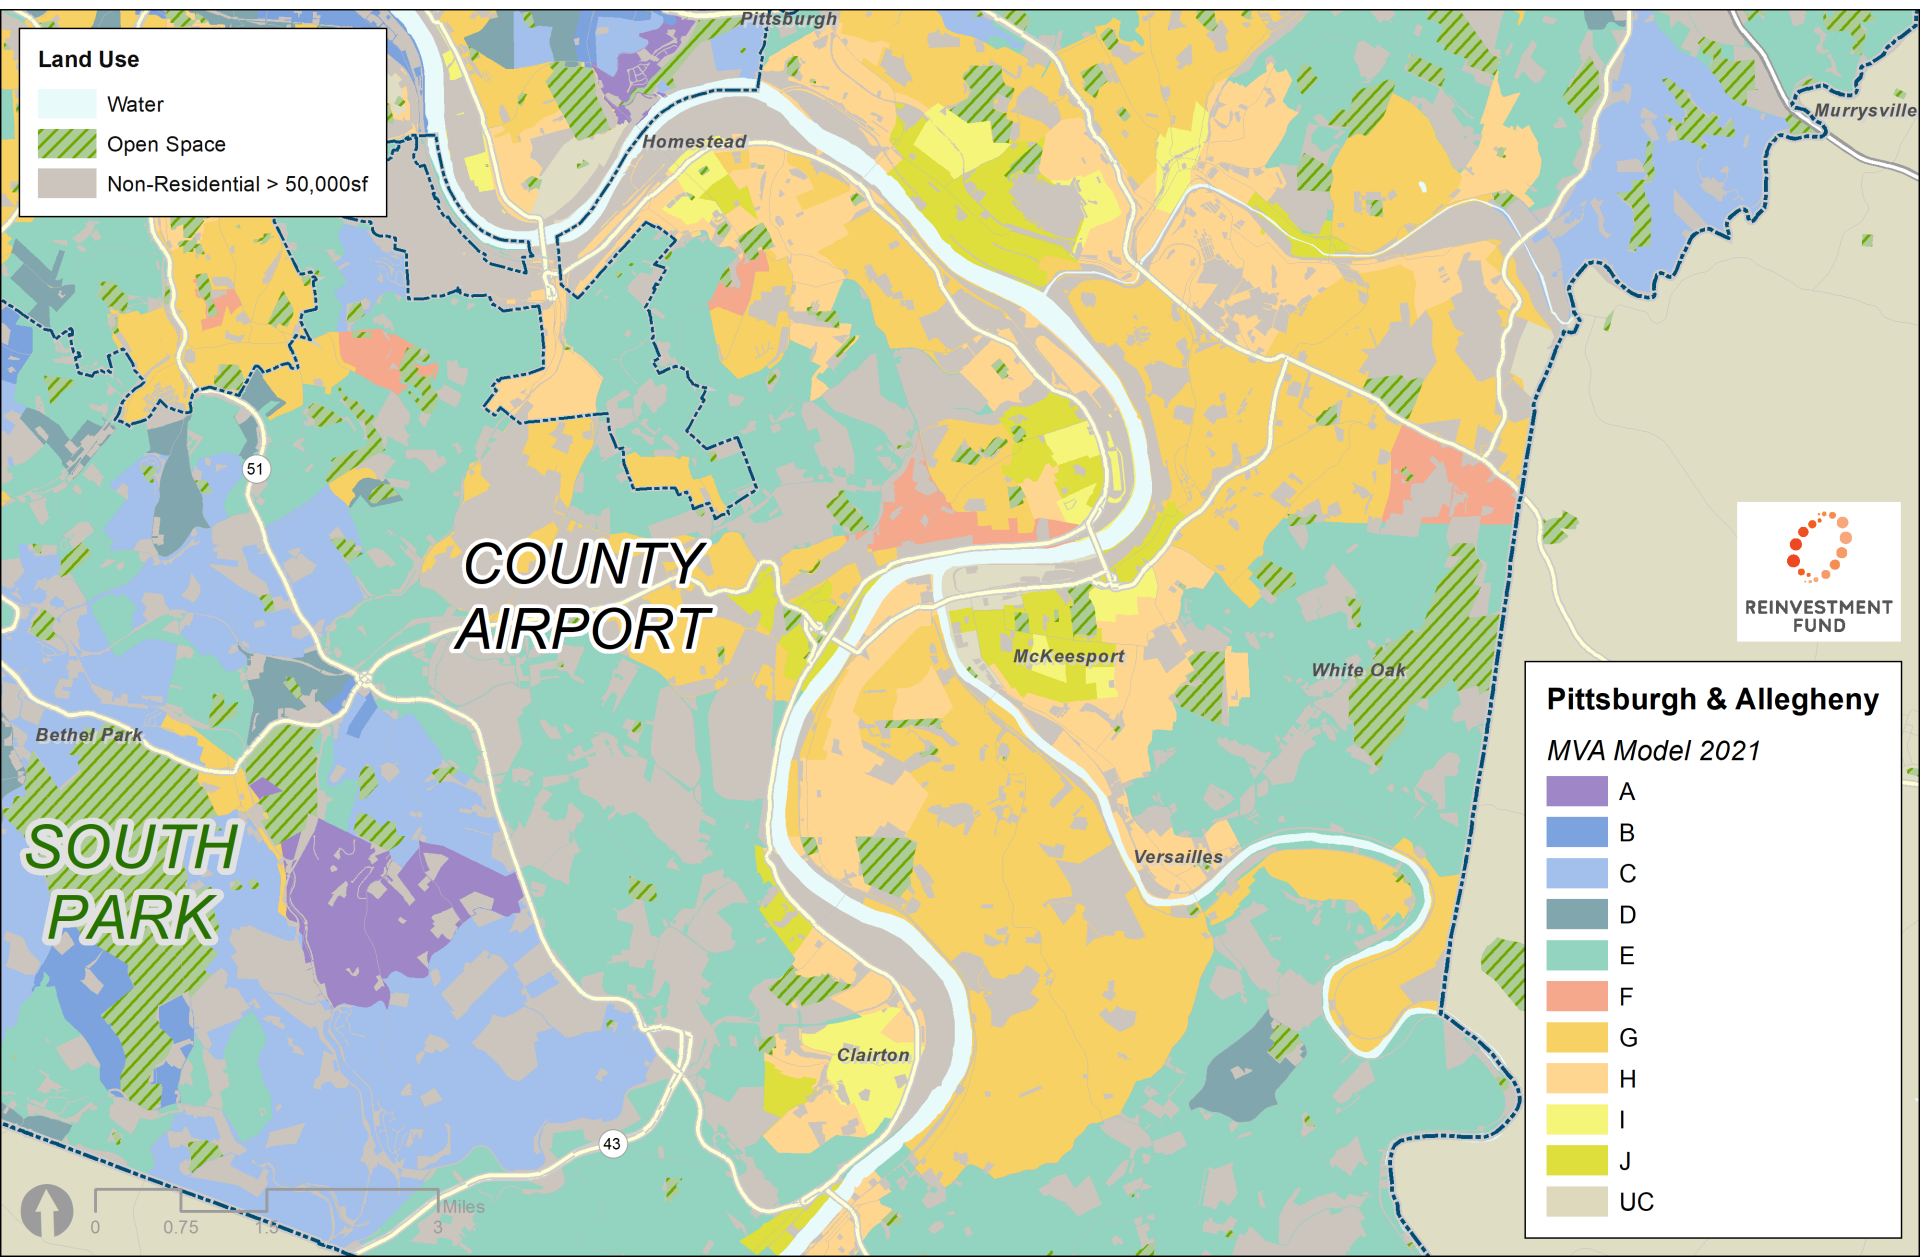 Pittsburgh
Land Use
Water
Open Space
Non-Residential > 50,000sf
Murrysville
Homestead
51
COUNTY
AIRPORT
REINVESTMENT
FUND
McKeesport
White Oak
Bethel Park
Pittsburgh & Allegheny
MVA Model 2021
A
B
C
D
E
F
G
H
I
J
UC
SOUTH
PARK
Versailles
Clairton
43
Miles
0
0.75
1.5
3